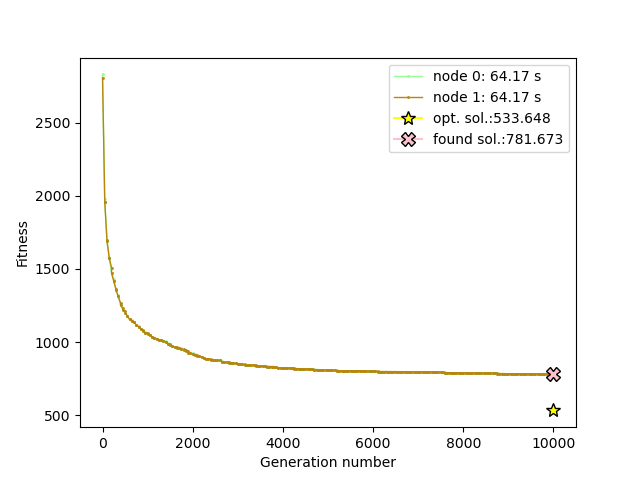 node 0: 64.17 s
node 1: 64.17 s
opt. sol.:533.648
found sol.:781.673
Fitness
2500
2000
1500
1000
500
0 2000 4000 6000 8000 10000
Generation number